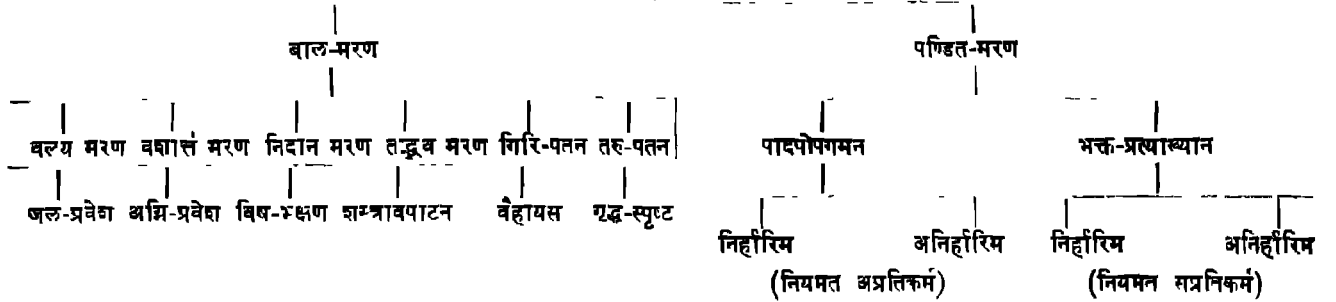 बाल-मरण पण्डित-मरण
वलय मरण वशार्त्त मरण निदान मरण तद्भव मरण गिरि-पतन तरु-पतन पादपोपगमन भक्त-प्रत्याख्यान
जल-प्रवेश अग्नि-प्रवेश विष-भक्षण शस्त्रावपाटन वैहायस गृद्ध-स्पृष्ट
निर्हारिम अनिर्हारिम निर्हारिम अनिर्हारिम
(नियमत अप्रतिकर्म) (नियमत सप्रतिकर्म)